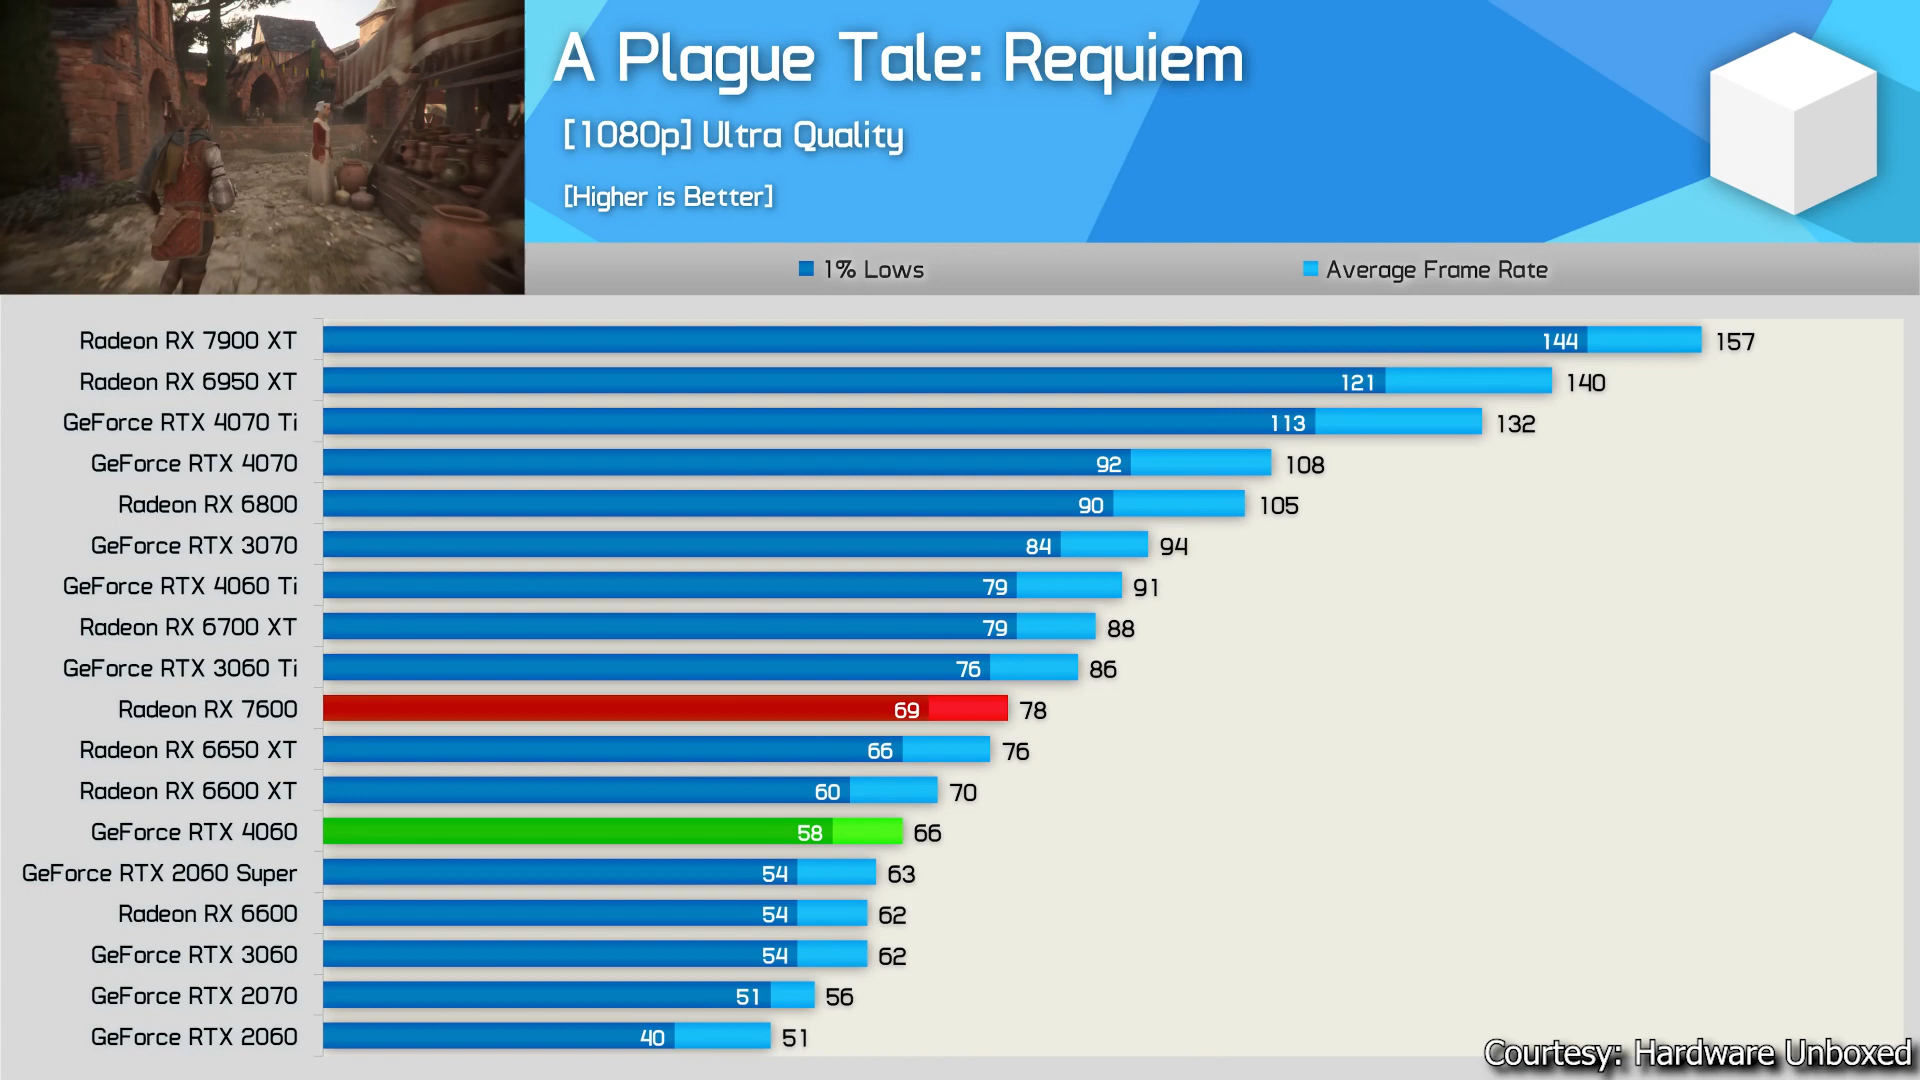 A Plague Tale: Requiem
[1080p] Ultra Quality
[Higher is Better]
1% Lows Average Frame Rate
Radeon RX 7900 XT 144 157
Radeon RX 6950 XT 121 140
GeForce RTX 4070 Ti 113 132
GeForce RTX 4070 92 108
Radeon RX 6800 90 105
GeForce RTX 3070 84 94
GeForce RTX 4060 Ti 79 91
Radeon RX 6700 XT 79 88
GeForce RTX 3060 Ti 76 86
Radeon RX 7600 69 78
Radeon RX 6650 XT 66 76
Radeon RX 6600 XT 60 70
GeForce RTX 4060 58 66
GeForce RTX 2060 Super 54 63
Radeon RX 6600 54 62
GeForce RTX 3060 54 62
GeForce RTX 2070 51 56
GeForce RTX 2060 40 51
Courtesy: Hardware Unboxed